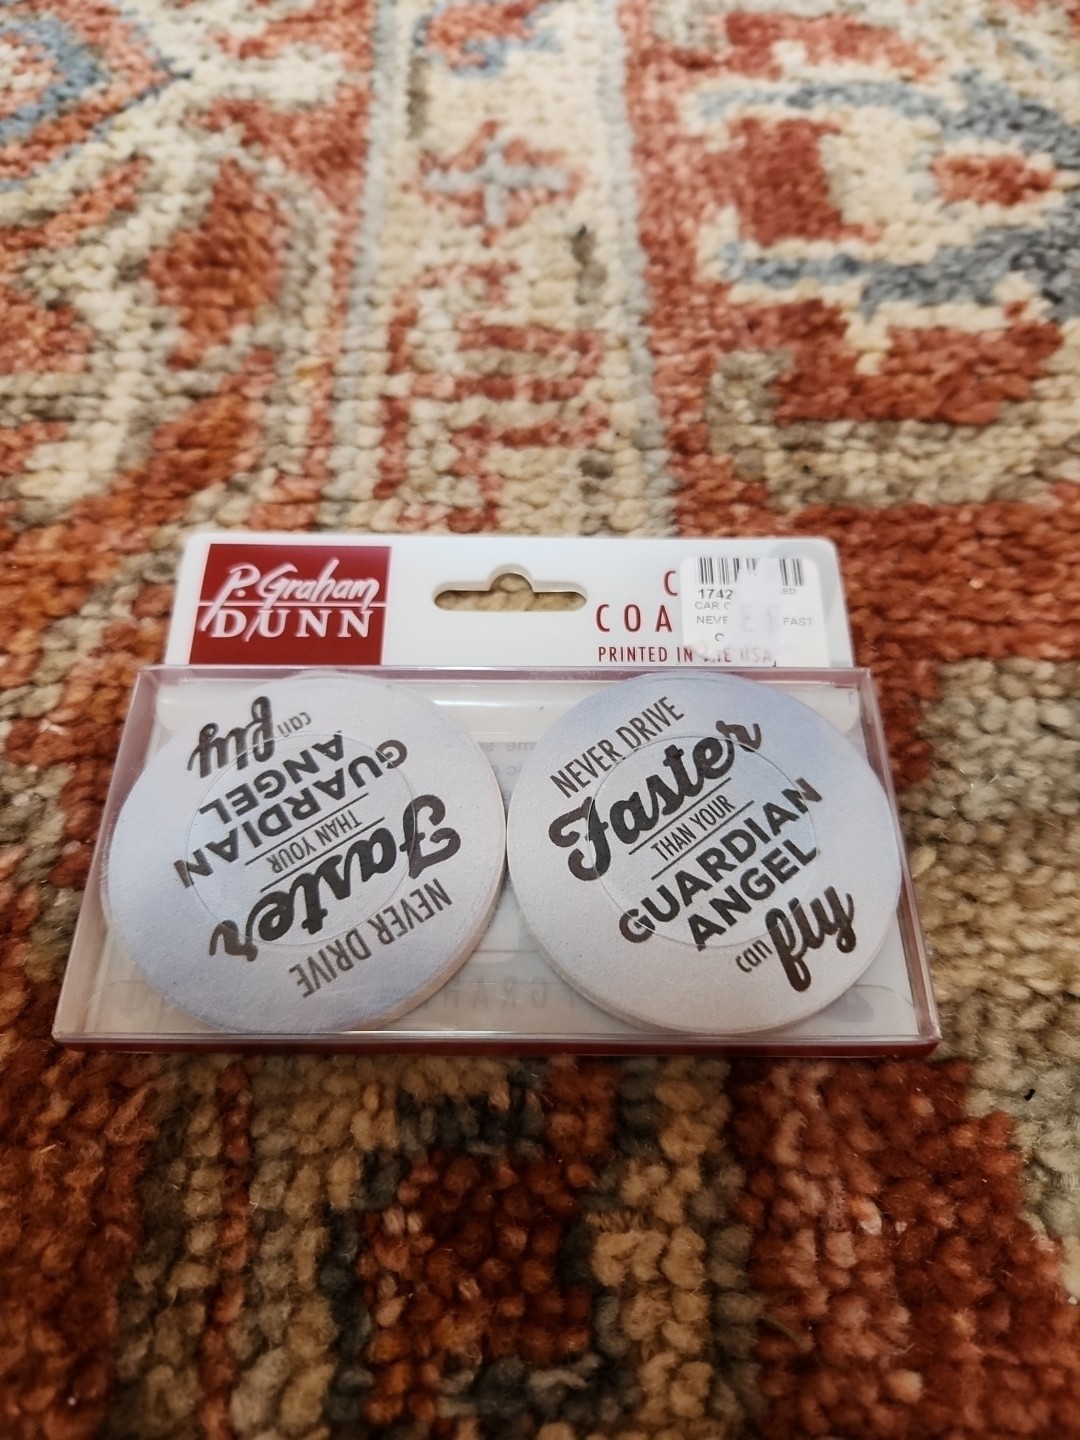 P. Graham
DUNN
C
COA
PRINTED IN THE USA
1742
CAR
NEVE FAST
NEVER DRIVE
Faster
THAN YOUR
GUARDIAN
ANGEL
can fly
NEVER DRIVE
Faster
THAN YOUR
GUARDIAN
ANGEL
can fly